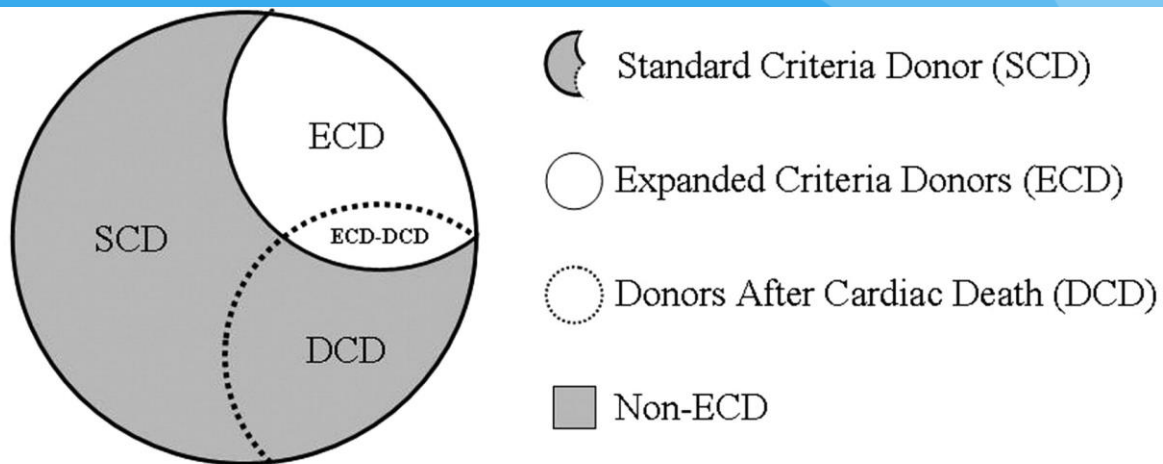 ECD
ECD-DCD
SCD
DCD
Standard Criteria Donor (SCD)
Expanded Criteria Donors (ECD)
Donors After Cardiac Death (DCD)
Non-ECD